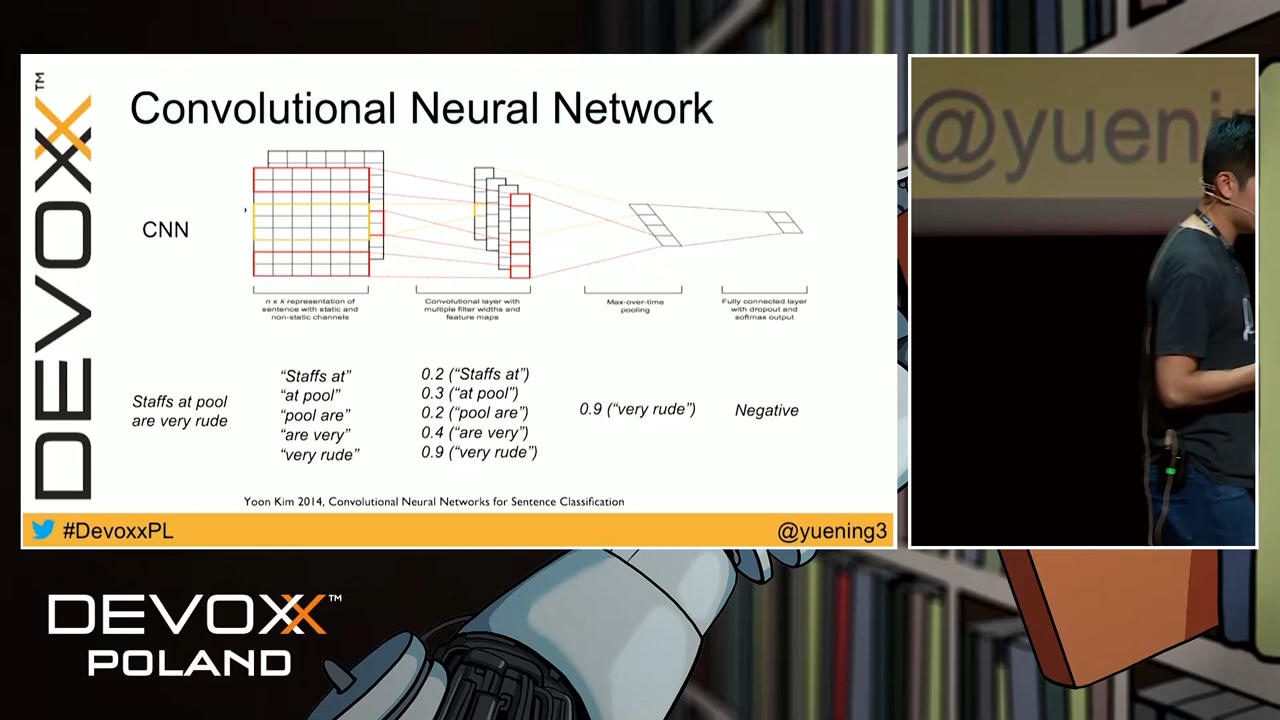 DEVOXX™
Convolutional Neural Network
CNN
n x k representation of
sentence with static and
non-static channels
Convolutional layer with
multiple filter widths and
feature maps
Max-over-time
pooling
Fully connected layer
with dropout and
softmax output
Staffs at pool
are very rude
“Staffs at”
“at pool”
“pool are”
“are very”
“very rude”
0.2 (“Staffs at”)
0.3 (“at pool”)
0.2 (“pool are”)
0.4 (“are very”)
0.9 (“very rude”)
0.9 (“very rude”)
Negative
Yoon Kim 2014, Convolutional Neural Networks for Sentence Classification
#DevoxxPL
@yuening3
@yuenin
DEVOXX™
POLAND